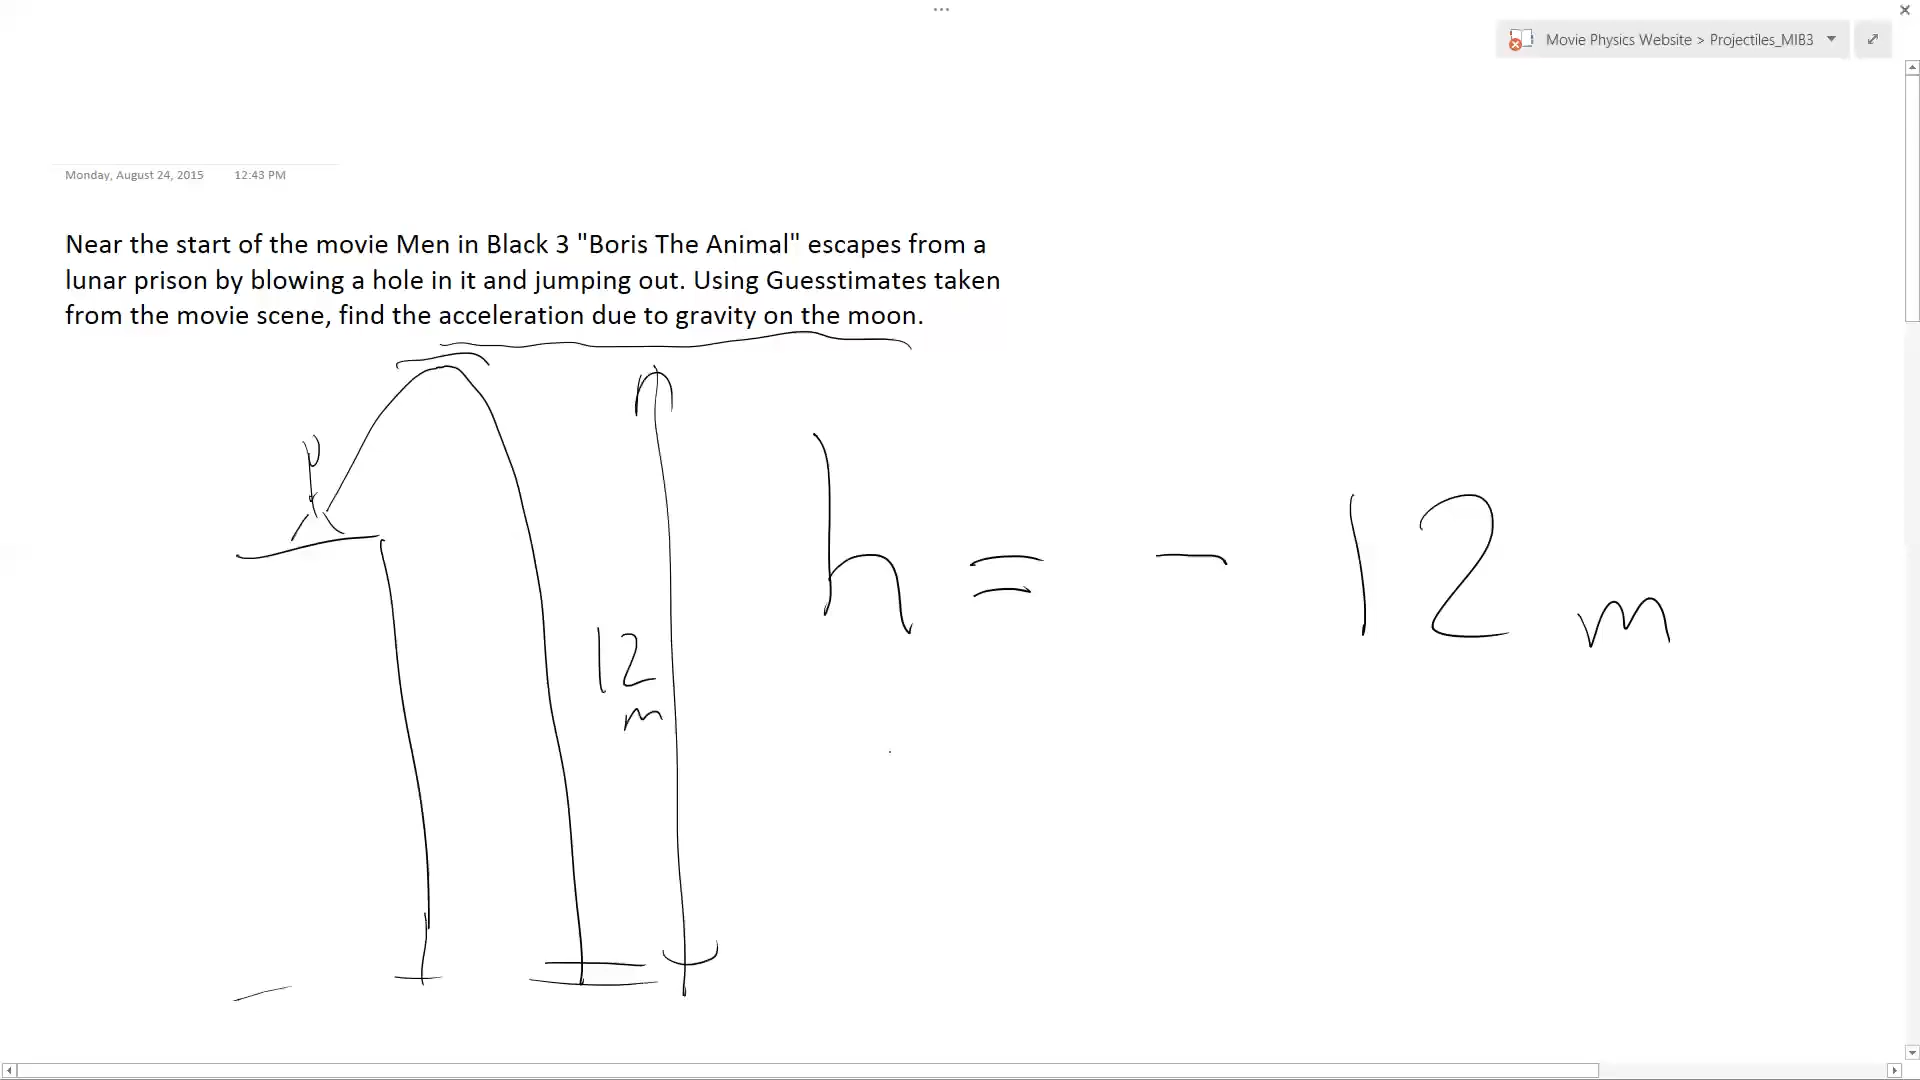 Movie Physics Website > Projectiles_MIB3
Monday, August 24, 2015 12:43 PM
Near the start of the movie Men in Black 3 "Boris The Animal" escapes from a
lunar prison by blowing a hole in it and jumping out. Using Guesstimates taken
from the movie scene, find the acceleration due to gravity on the moon.
h = - 12 m
12
m